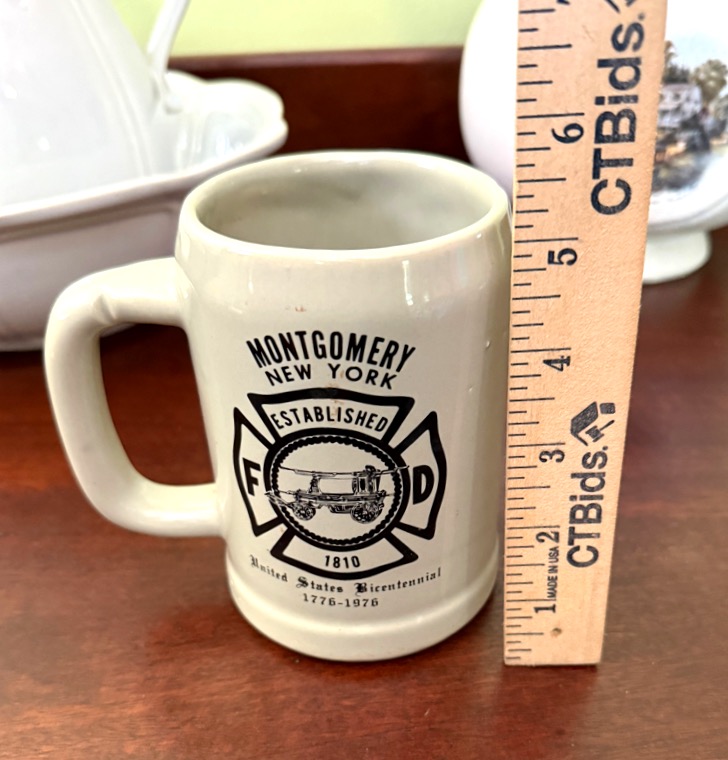 MONTGOMERY
NEW YORK
ESTABLISHED
F D
1810
United States Bicentennial
1776-1976
CTBids.
CTBids.
6
5
4
3
2
1
MADE IN USA